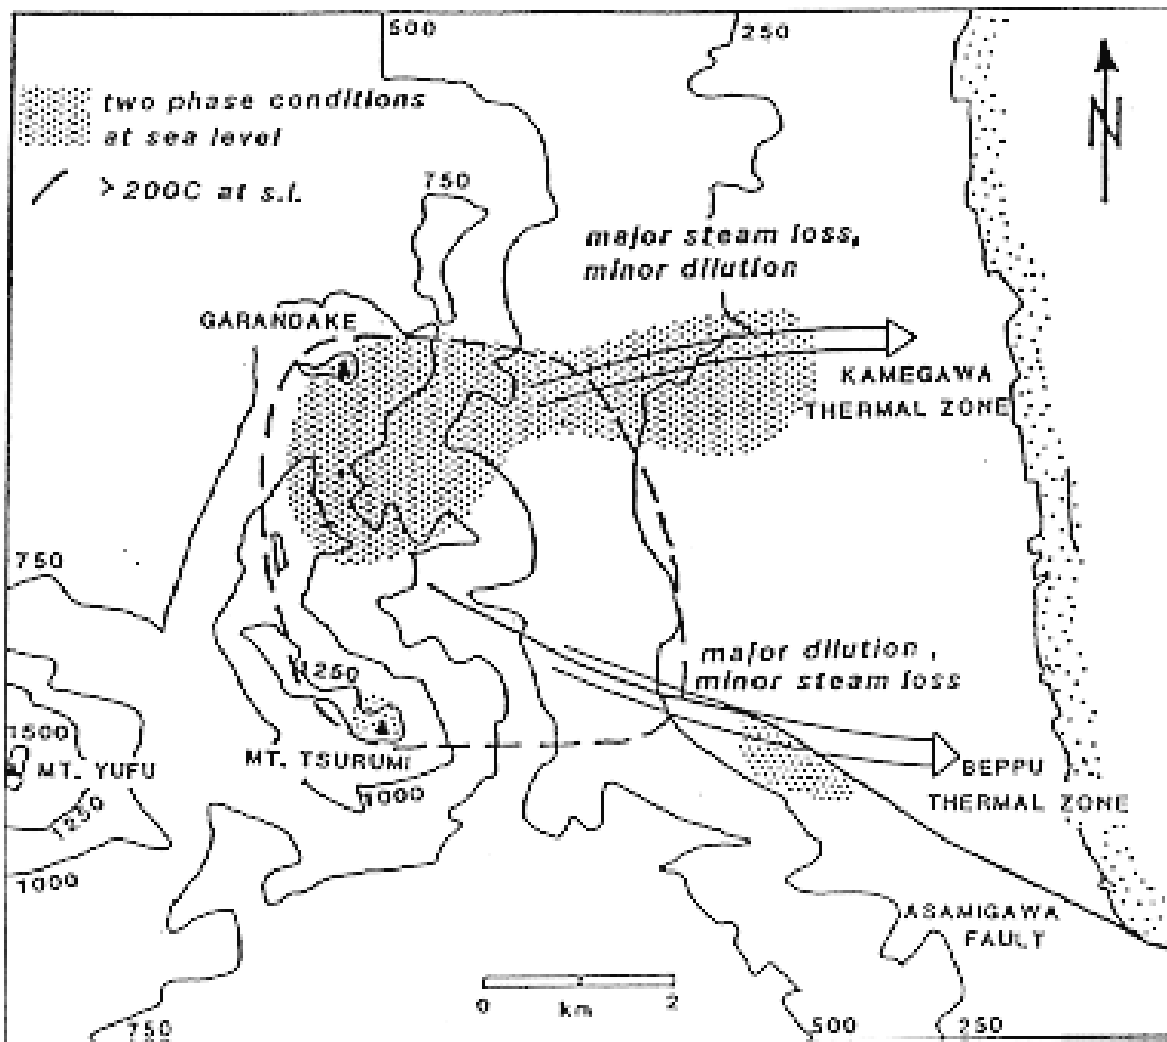 500
250
two phase conditions
at sea level
>200C at s.l.
N
750
major steam loss,
minor dilution
GARANDAKE
KAMEGAWA
THERMAL ZONE
750
major dilution,
minor steam loss
1250
1500
MT. YUFU
MT. TSURUMI
BEPPU
THERMAL ZONE
1000
1250
1000
ASAMIGAWA
FAULT
0 km 2
750
500
250